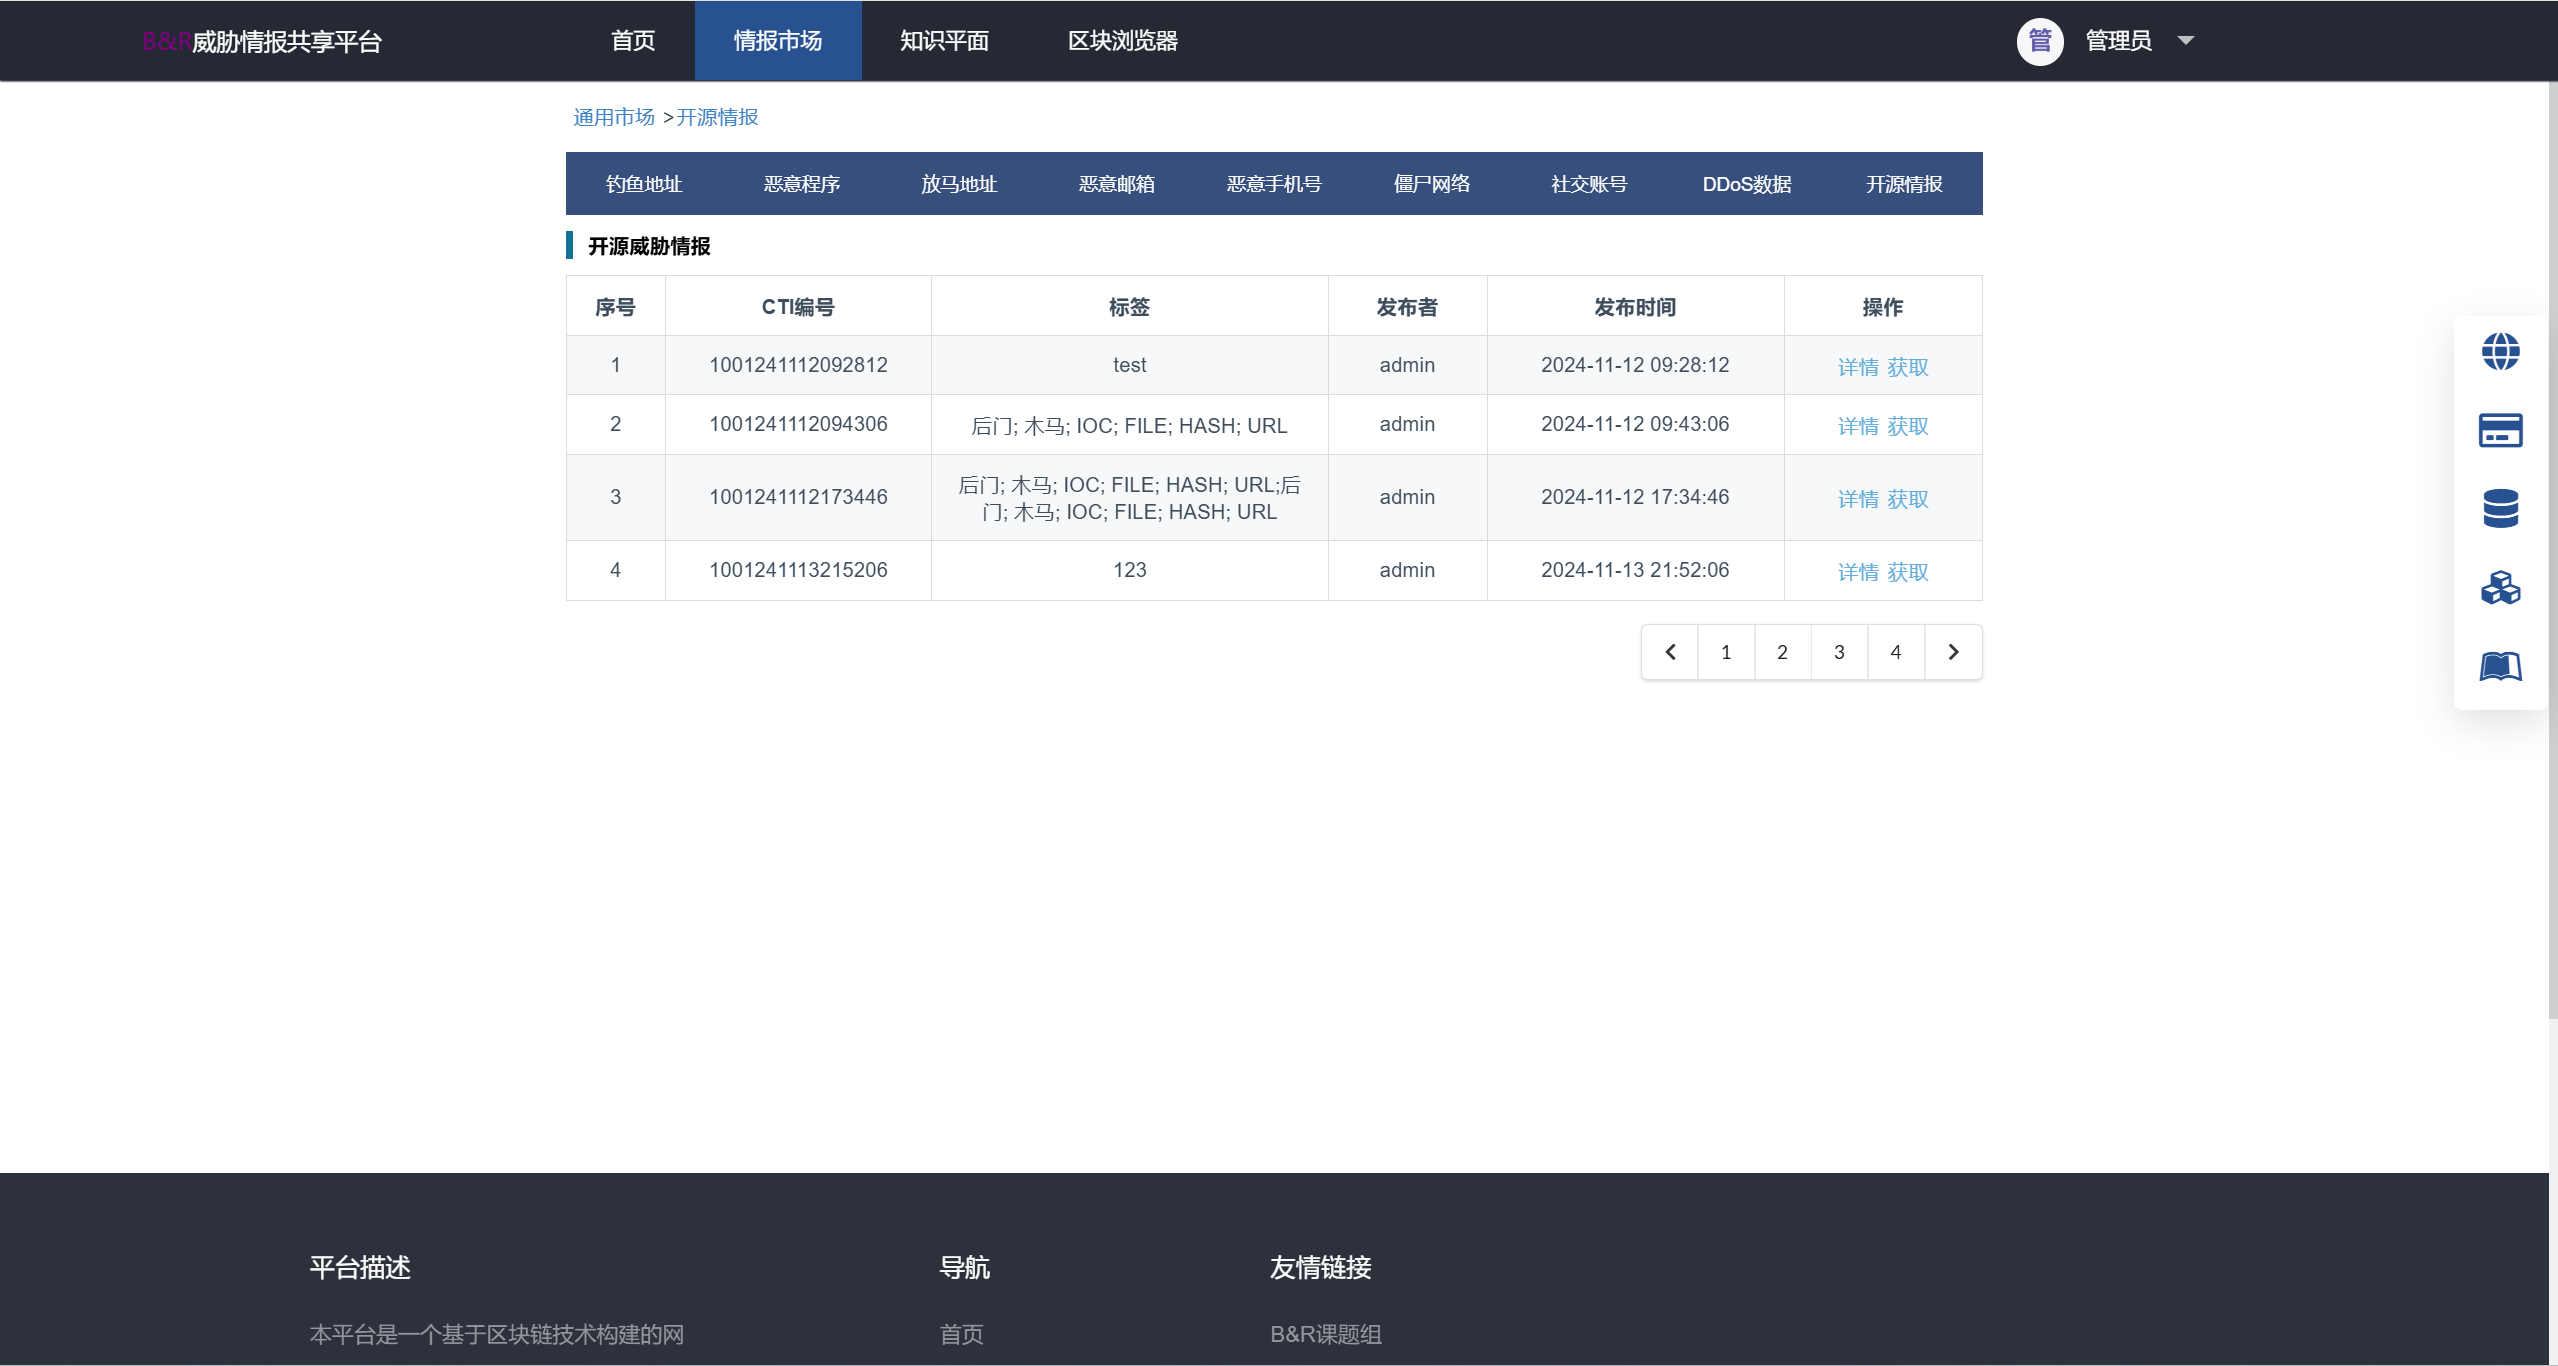 B&R威胁情报共享平台 首页 情报市场 知识平面 区块浏览器 管 管理员
通用市场 >开源情报
钓鱼地址 恶意程序 放马地址 恶意邮箱 恶意手机号 僵尸网络 社交账号 DDoS数据 开源情报
开源威胁情报
序号 CTI编号 标签 发布者 发布时间 操作
1 1001241112092812 test admin 2024-11-12 09:28:12 详情 获取
2 1001241112094306 后门; 木马; IOC; FILE; HASH; URL admin 2024-11-12 09:43:06 详情 获取
3 1001241112173446 后门; 木马; IOC; FILE; HASH; URL;后 admin 2024-11-12 17:34:46 详情 获取
门; 木马; IOC; FILE; HASH; URL
4 1001241113215206 123 admin 2024-11-13 21:52:06 详情 获取
1 2 3 4
平台描述 导航 友情链接
本平台是一个基于区块链技术构建的网 首页 B&R课题组